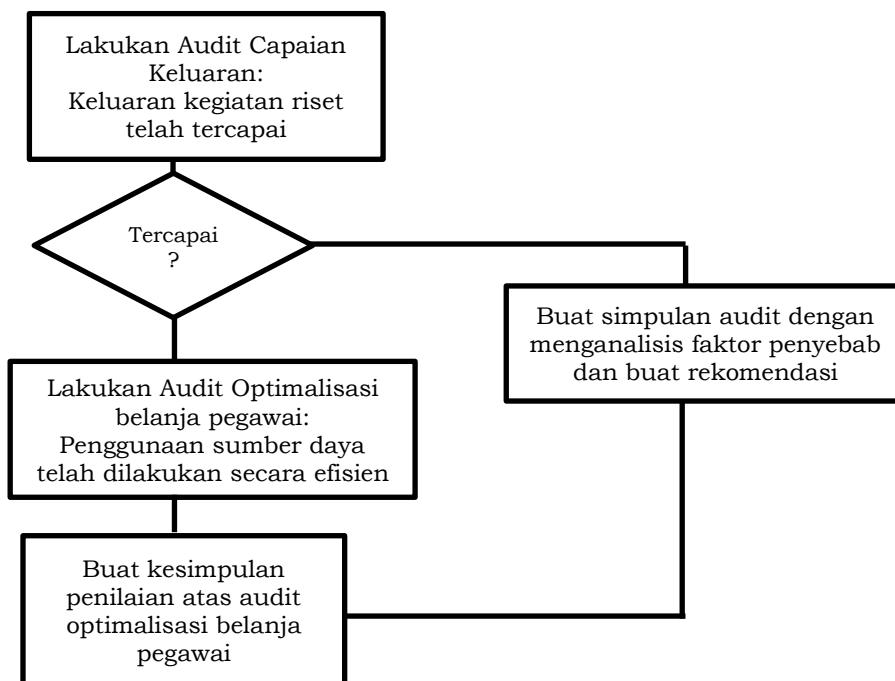 Lakukan Audit Capaian
Keluaran:
Keluaran kegiatan riset
telah tercapai
Tercapai
?
Buat simpulan audit dengan
menganalisis faktor penyebab
dan buat rekomendasi
Lakukan Audit Optimalisasi
belanja pegawai:
Penggunaan sumber daya
telah dilakukan secara efisien
Buat kesimpulan
penilaian atas audit
optimalisasi belanja
pegawai